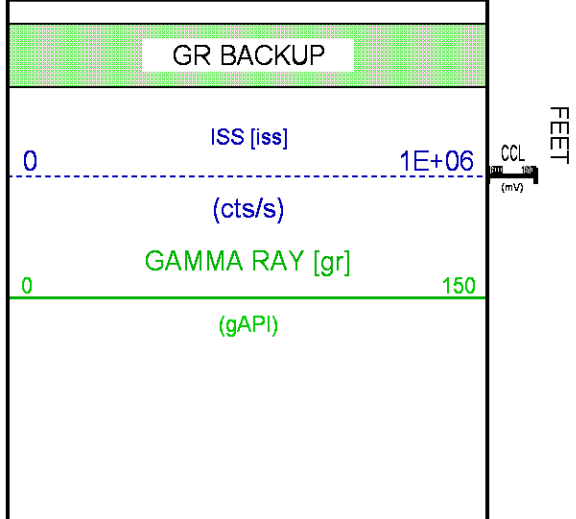 GR BACKUP
ISS [iss]
0 1E+06
(cts/s)
GAMMA RAY [gr]
0 150
(gAPI)
CCL
(mV)
FEET